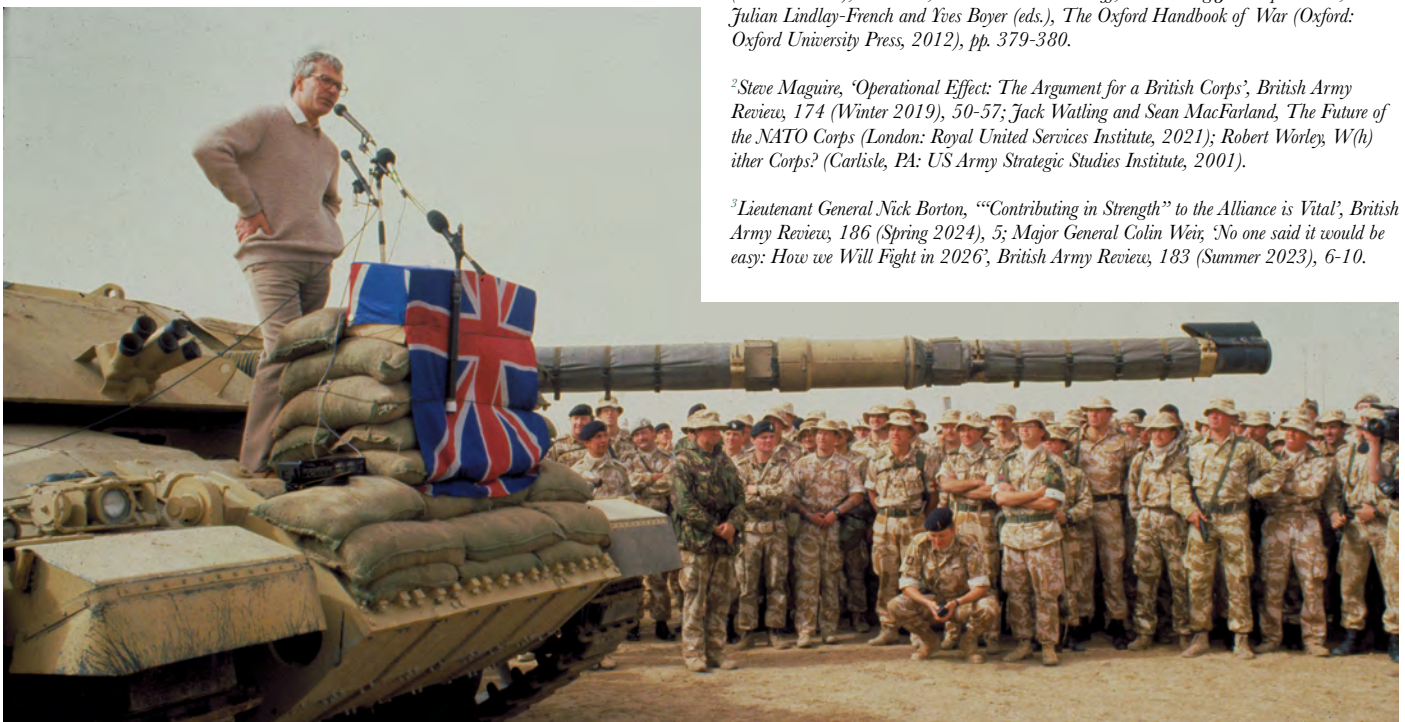 Julian Lindlay-French and Yves Boyer (eds.), The Oxford Handbook of War (Oxford:
Oxford University Press, 2012), pp. 379-380.
2Steve Maguire, ‘Operational Effect: The Argument for a British Corps’, British Army
Review, 174 (Winter 2019), 50-57; Jack Watling and Sean MacFarland, The Future of
the NATO Corps (London: Royal United Services Institute, 2021); Robert Worley, W(h)
ither Corps? (Carlisle, PA: US Army Strategic Studies Institute, 2001).
3Lieutenant General Nick Borton, ‘“Contributing in Strength” to the Alliance is Vital’, British
Army Review, 186 (Spring 2024), 5; Major General Colin Weir, ‘No one said it would be
easy: How we Will Fight in 2026’, British Army Review, 183 (Summer 2023), 6-10.